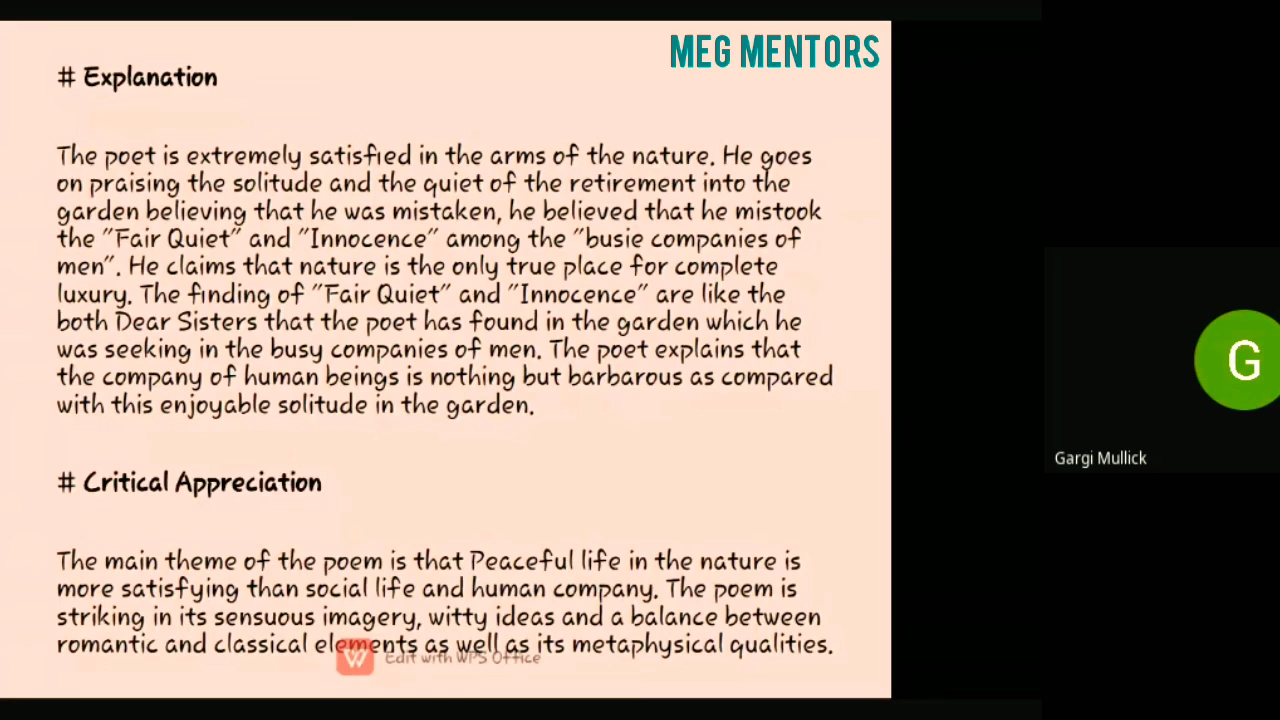 MEG MENTORS
# Explanation
The poet is extremely satisfied in the arms of the nature. He goes
on praising the solitude and the quiet of the retirement into the
garden believing that he was mistaken, he believed that he mistook
the "Fair Quiet" and "Innocence" among the "busie companies of
men". He claims that nature is the only true place for complete
luxury. The finding of "Fair Quiet" and "Innocence" are like the
both Dear Sisters that the poet has found in the garden which he
was seeking in the busy companies of men. The poet explains that
the company of human beings is nothing but barbarous as compared
with this enjoyable solitude in the garden.
# Critical Appreciation
The main theme of the poem is that Peaceful life in the nature is
more satisfying than social life and human company. The poem is
striking in its sensuous imagery, witty ideas and a balance between
romantic and classical elements as well as its metaphysical qualities.
Edit with WPS Office
G
Gargi Mullick